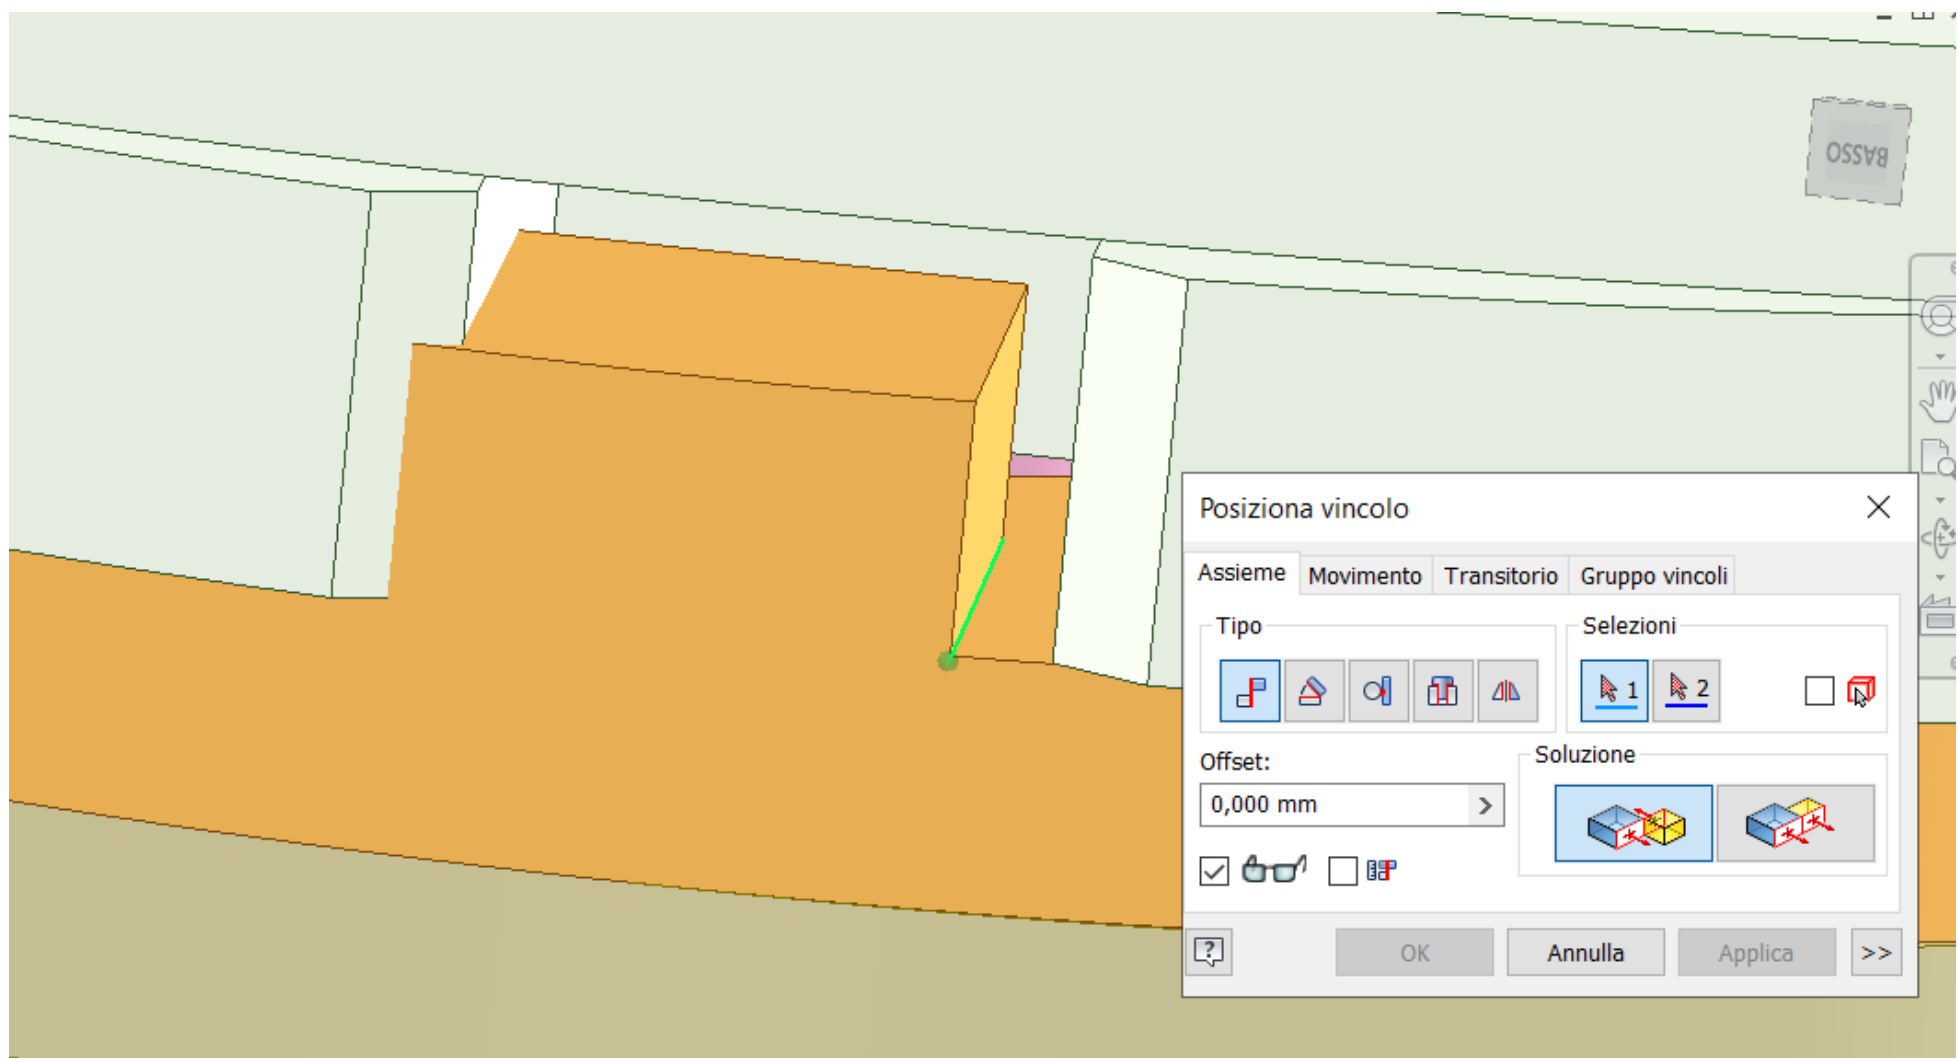 BASSO
Posiziona vincolo
Assieme Movimento Transitorio Gruppo vincoli
Tipo
Selezioni
1 2
Offset:
Soluzione
0,000 mm
OK Annulla Applica >>